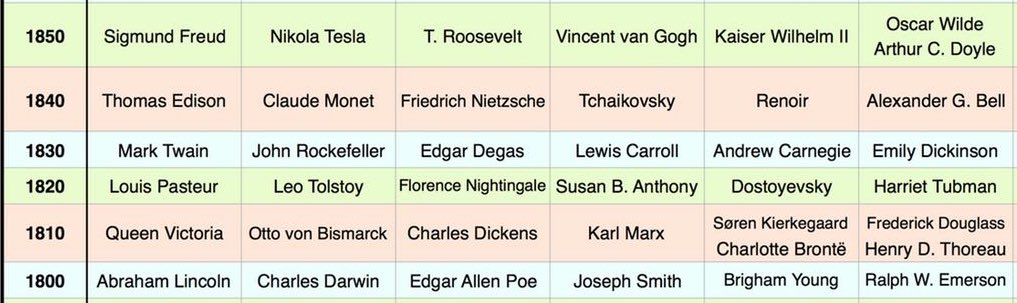 1850 Sigmund Freud Nikola Tesla T. Roosevelt Vincent van Gogh Kaiser Wilhelm II Oscar Wilde
Arthur C. Doyle
1840 Thomas Edison Claude Monet Friedrich Nietzsche Tchaikovsky Renoir Alexander G. Bell
1830 Mark Twain John Rockefeller Edgar Degas Lewis Carroll Andrew Carnegie Emily Dickinson
1820 Louis Pasteur Leo Tolstoy Florence Nightingale Susan B. Anthony Dostoyevsky Harriet Tubman
1810 Queen Victoria Otto von Bismarck Charles Dickens Karl Marx Søren Kierkegaard Frederick Douglass
Charlotte Brontë Henry D. Thoreau
1800 Abraham Lincoln Charles Darwin Edgar Allen Poe Joseph Smith Brigham Young Ralph W. Emerson